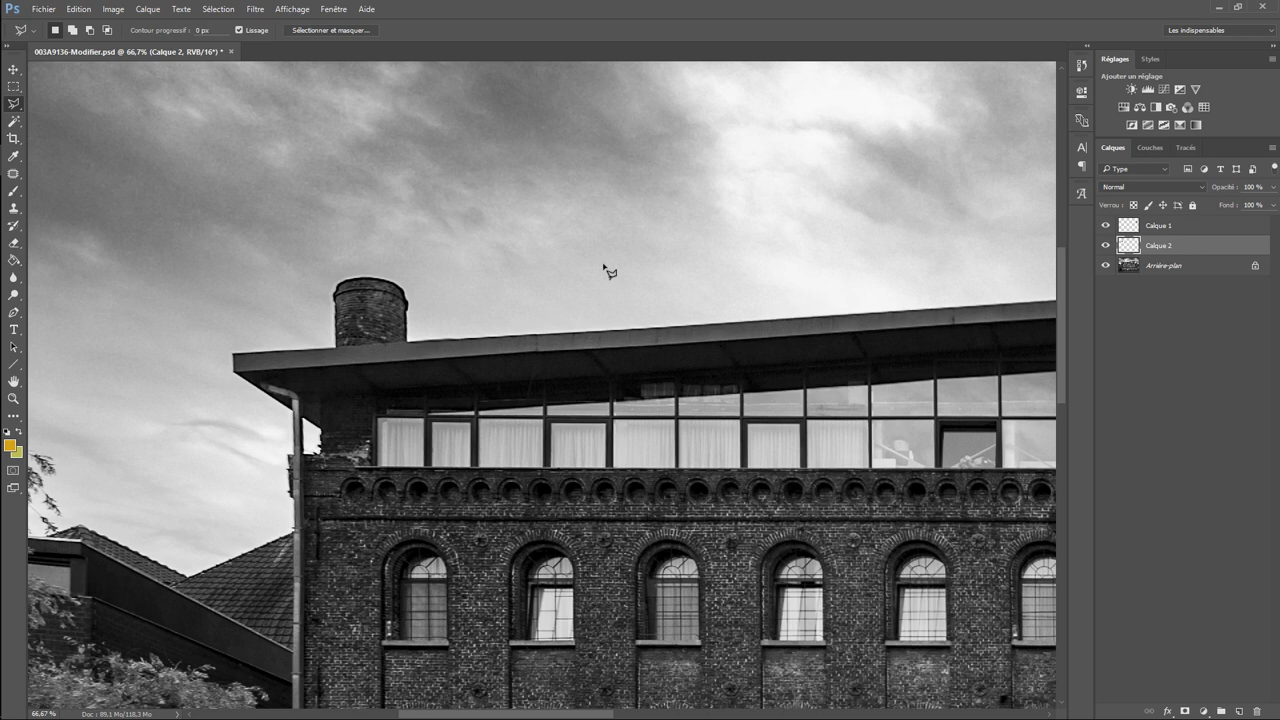 Ps Fichier Edition Image Calque Texte Sélection Filtre Affichage Fenêtre Aide
Contour progressif : 0 px Lissage Sélectionner et masquer... Les indispensables
003A9136-Modifier.psd @ 66,7% (Calque 2, RVB/16*) * ×
Réglages Styles
Ajouter un réglage
Calques Couches Tracés
Type
Normal Opacité : 100 %
Verrou : Fond : 100 %
Calque 1
Calque 2
Arrière-plan
66,67 % Doc : 89,1 Mo/118,3 Mo